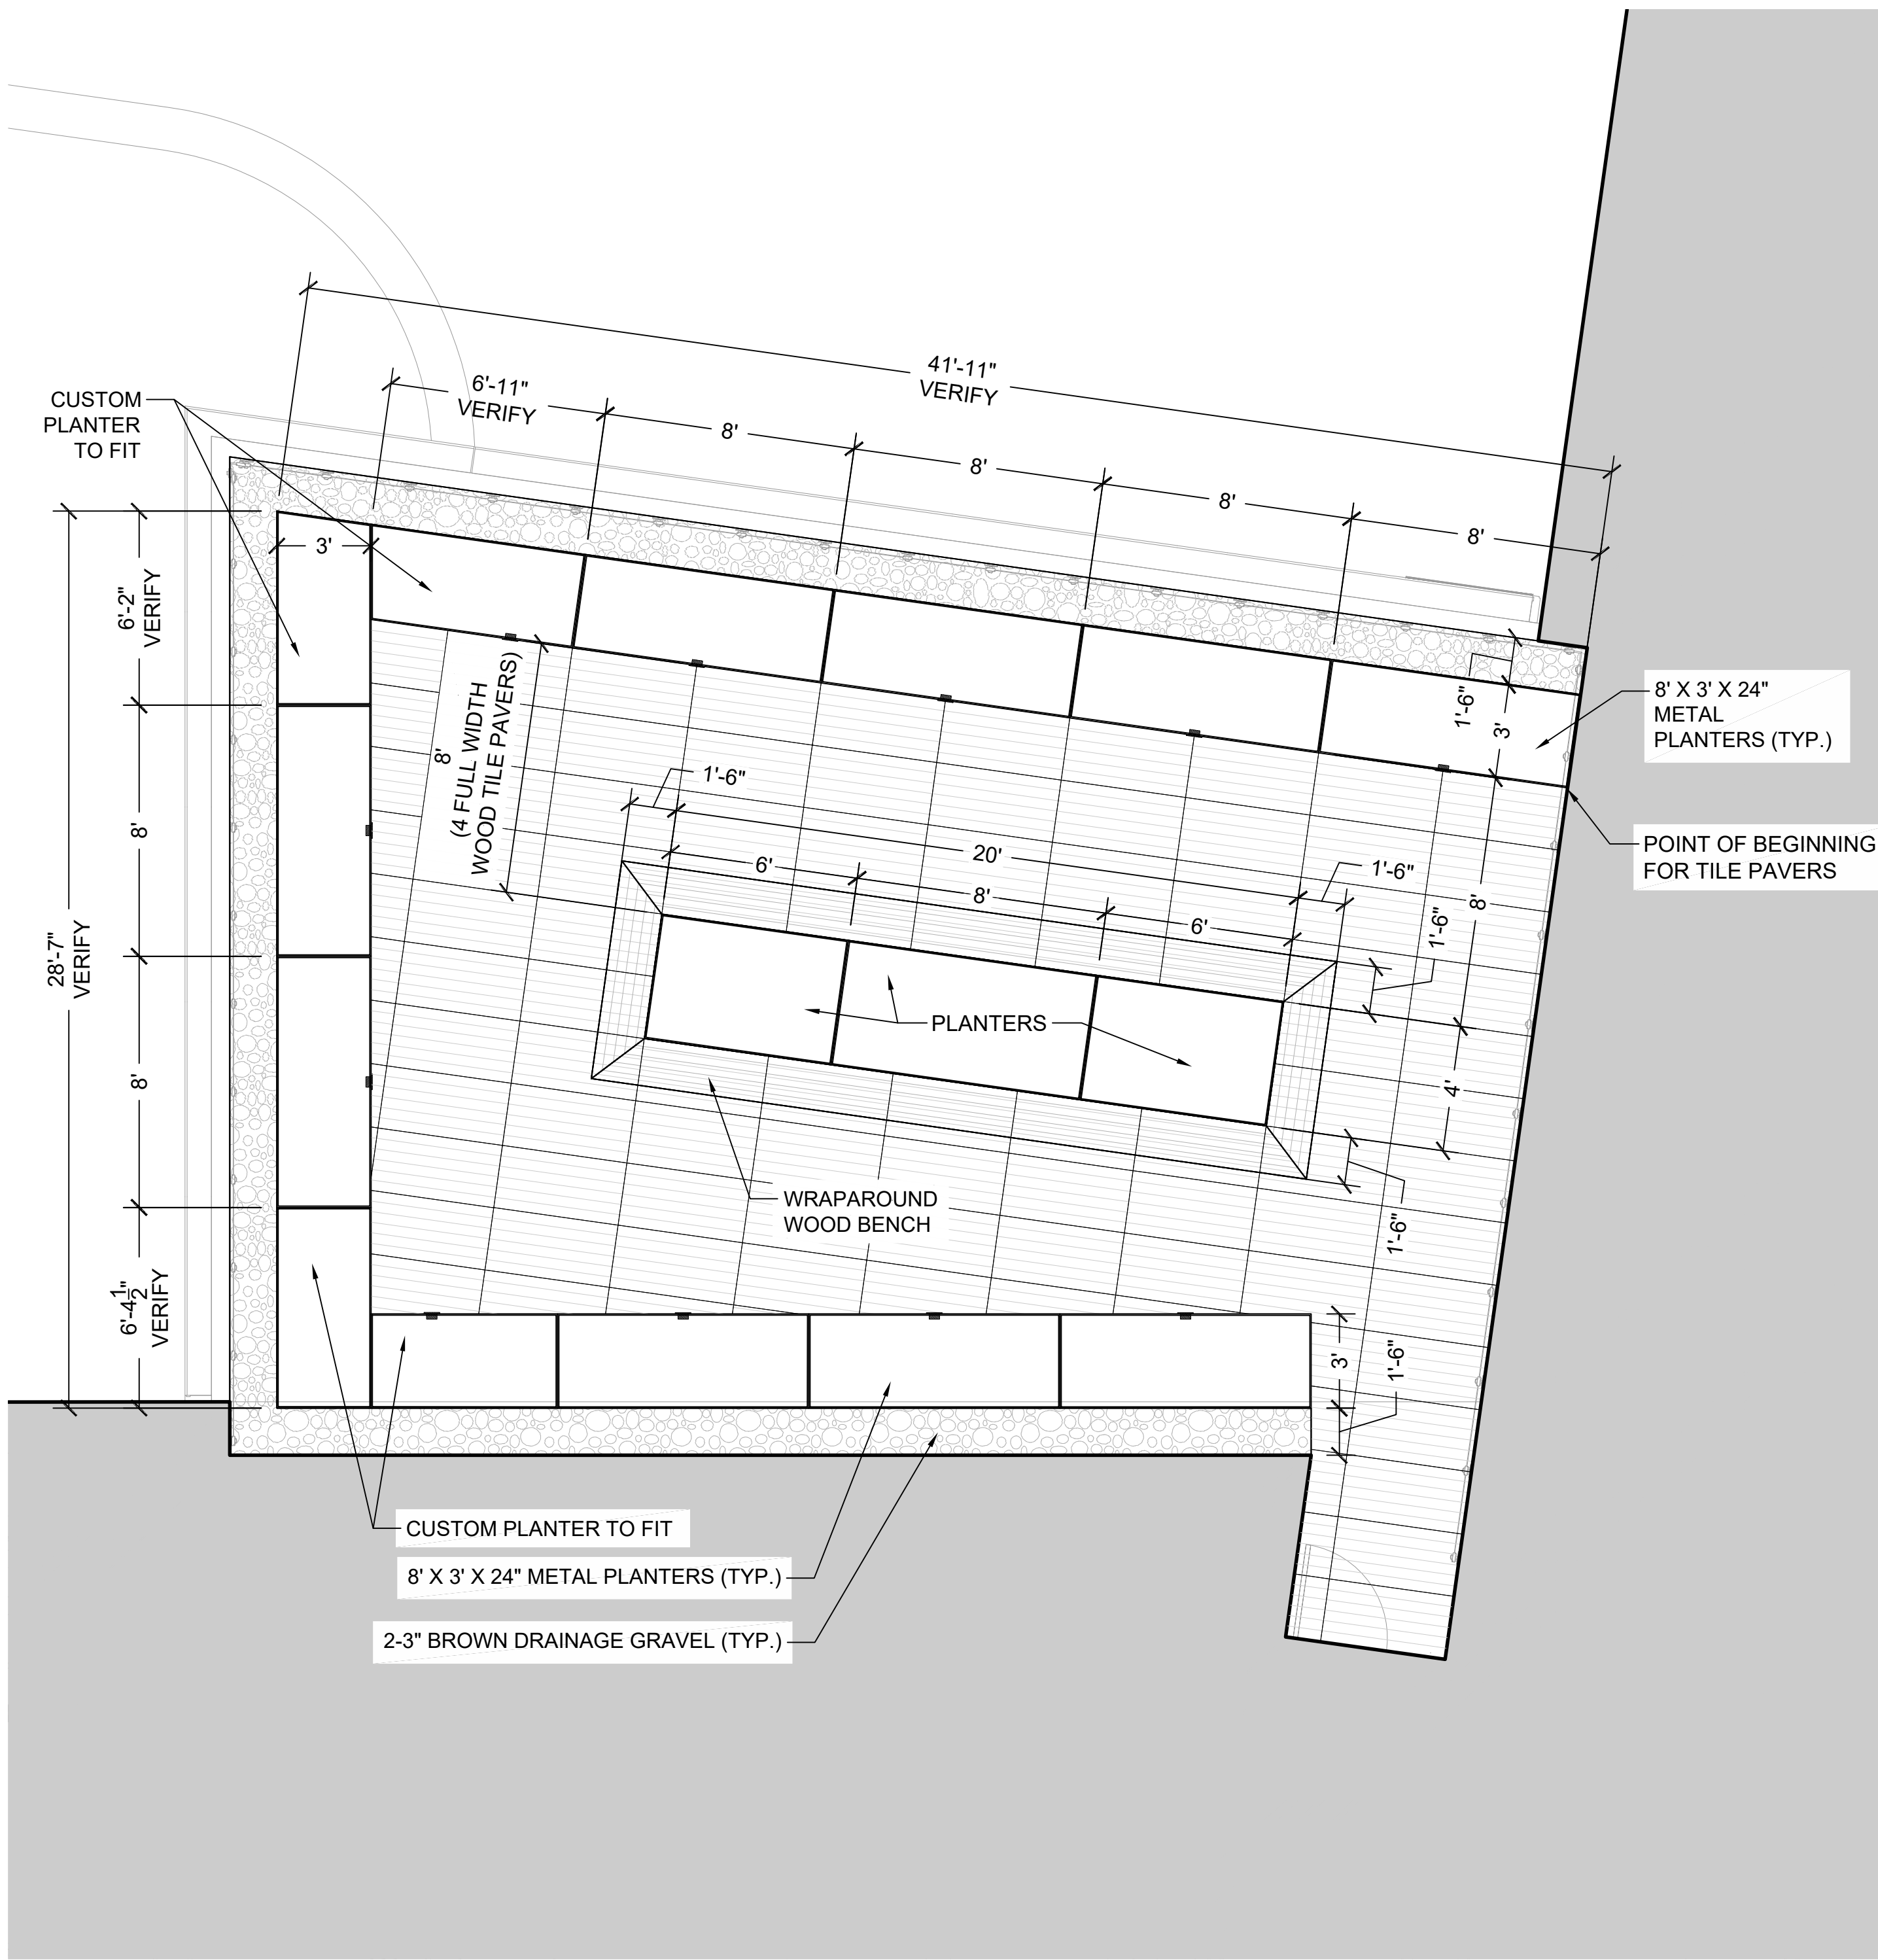 41'-11"
VERIFY
6'-11"
VERIFY
8'
8'
8'
8'
CUSTOM
PLANTER
TO FIT
3'
6'-2"
VERIFY
8'
8'
6'-4 1/2"
VERIFY
28'-7"
VERIFY
8'
(4 FULL WIDTH
WOOD TILE PAVERS)
1'-6"
3'
8' X 3' X 24"
METAL
PLANTERS (TYP.)
POINT OF BEGINNING
FOR TILE PAVERS
1'-6"
20'
6'
8'
6'
1'-6"
1'-6"
8'
4'
PLANTERS
WRAPAROUND
WOOD BENCH
1'-6"
3'
1'-6"
CUSTOM PLANTER TO FIT
8' X 3' X 24" METAL PLANTERS (TYP.)
2-3" BROWN DRAINAGE GRAVEL (TYP.)